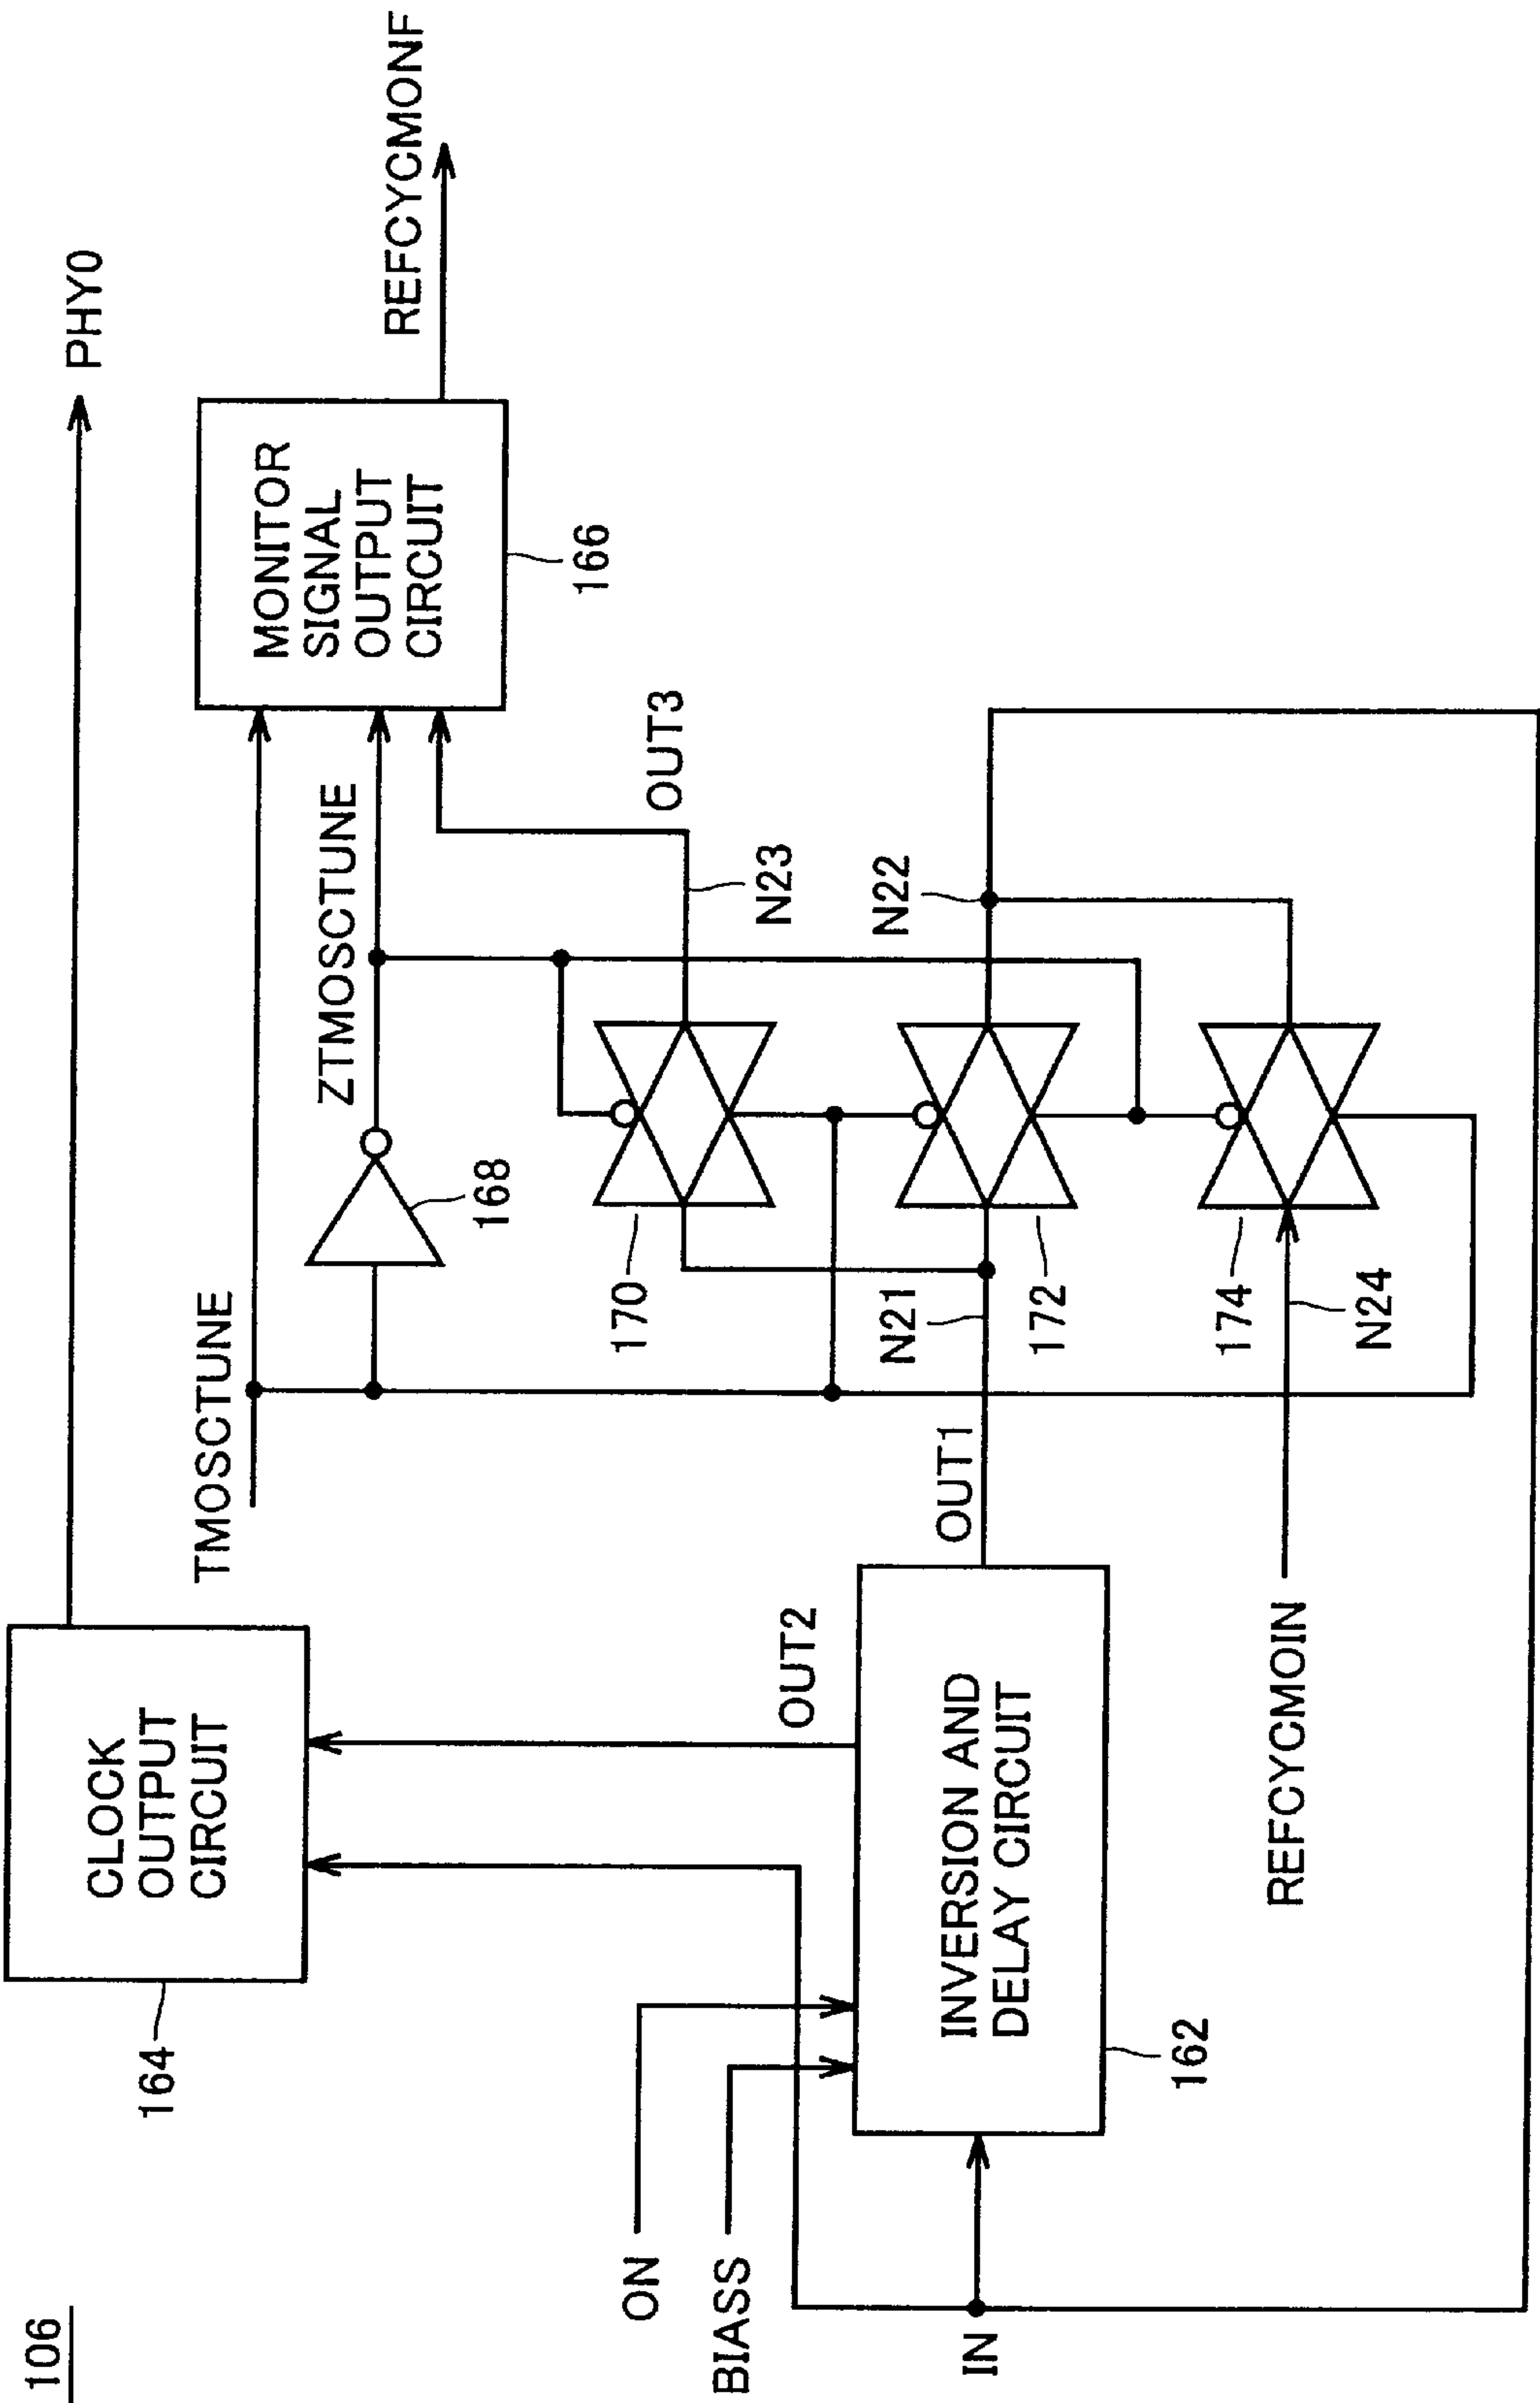 106
164
CLOCK
OUTPUT
CIRCUIT
PHY0
TMOSCTUNE
ZTMOSCTUNE
168
MONITOR
SIGNAL
OUTPUT
CIRCUIT
166
REFCYCMONF
ON
BIASS
IN
OUT2
INVERSION AND
DELAY CIRCUIT
162
OUT1
N21
170
172
174
N23
OUT3
N22
REFCYCMOIN
N24